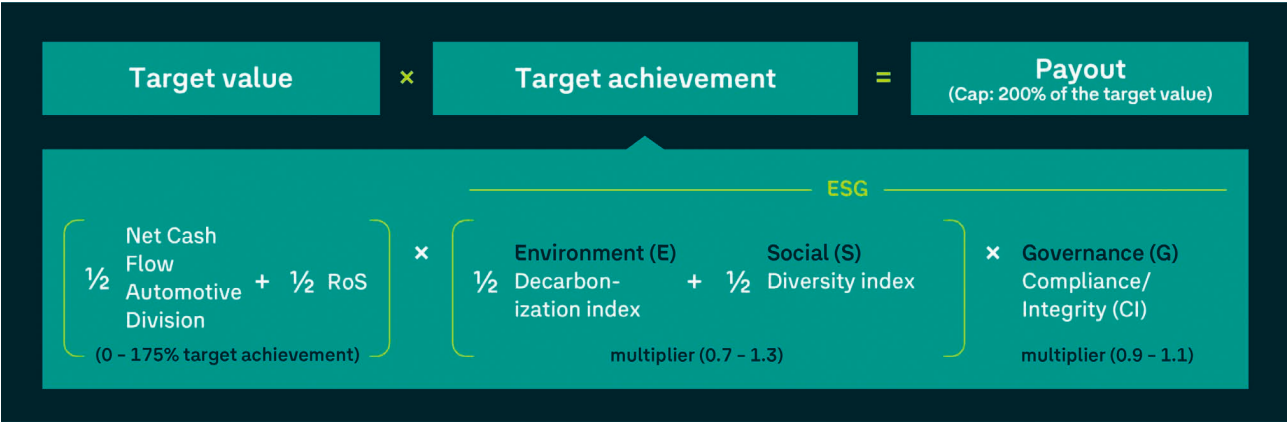 Target value × Target achievement = Payout
(Cap: 200% of the target value)
ESG
½ Net Cash
Flow
Automotive
Division
+ ½ RoS
(0 – 175% target achievement)
×
½ Environment (E)
Decarbon-
ization index
+ ½ Social (S)
Diversity index
multiplier (0.7 – 1.3)
×
Governance (G)
Compliance/
Integrity (CI)
multiplier (0.9 – 1.1)